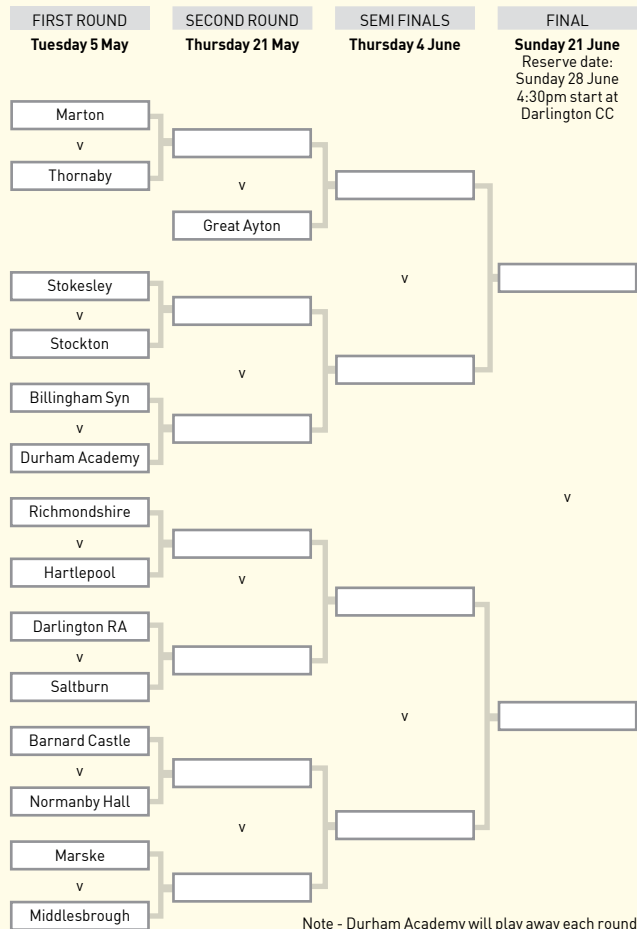 FIRST ROUND
Tuesday 5 May
SECOND ROUND
Thursday 21 May
SEMI FINALS
Thursday 4 June
FINAL
Sunday 21 June
Reserve date:
Sunday 28 June
4:30pm start at
Darlington CC
Marton
v
Thornaby
v
Great Ayton
Stokesley
v
Stockton
v
Billingham Syn
v
Durham Academy
v
Richmondshire
v
Hartlepool
v
Darlington RA
v
Saltburn
Barnard Castle
v
Normanby Hall
v
Marske
v
Middlesbrough
v
v
Note - Durham Academy will play away each round